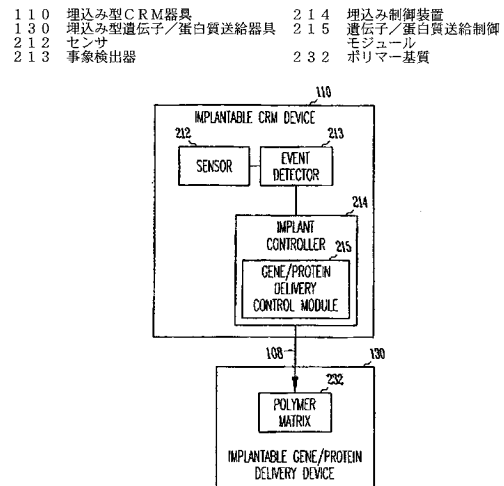 110 埋込み型CRM器具
130 埋込み型遺伝子/蛋白質送給器具
212 センサ
213 事象検出器
214 埋込み制御装置
215 遺伝子/蛋白質送給制御
モジュール
232 ポリマー基質
110
IMPLANTABLE CRM DEVICE
212
213
SENSOR
EVENT
DETECTOR
214
IMPLANT
CONTROLLER
215
GENE/PROTEIN
DELIVERY
CONTROL MODULE
108
130
232
POLYMER
MATRIX
IMPLANTABLE GENE/PROTEIN
DELIVERY DEVICE